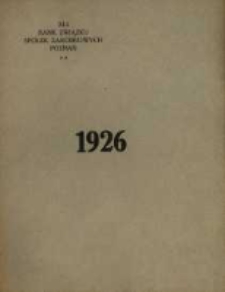 BANK ZWIĄZKU
SPÓŁEK ZAROBKOWYCH
POZNAŃ
1926